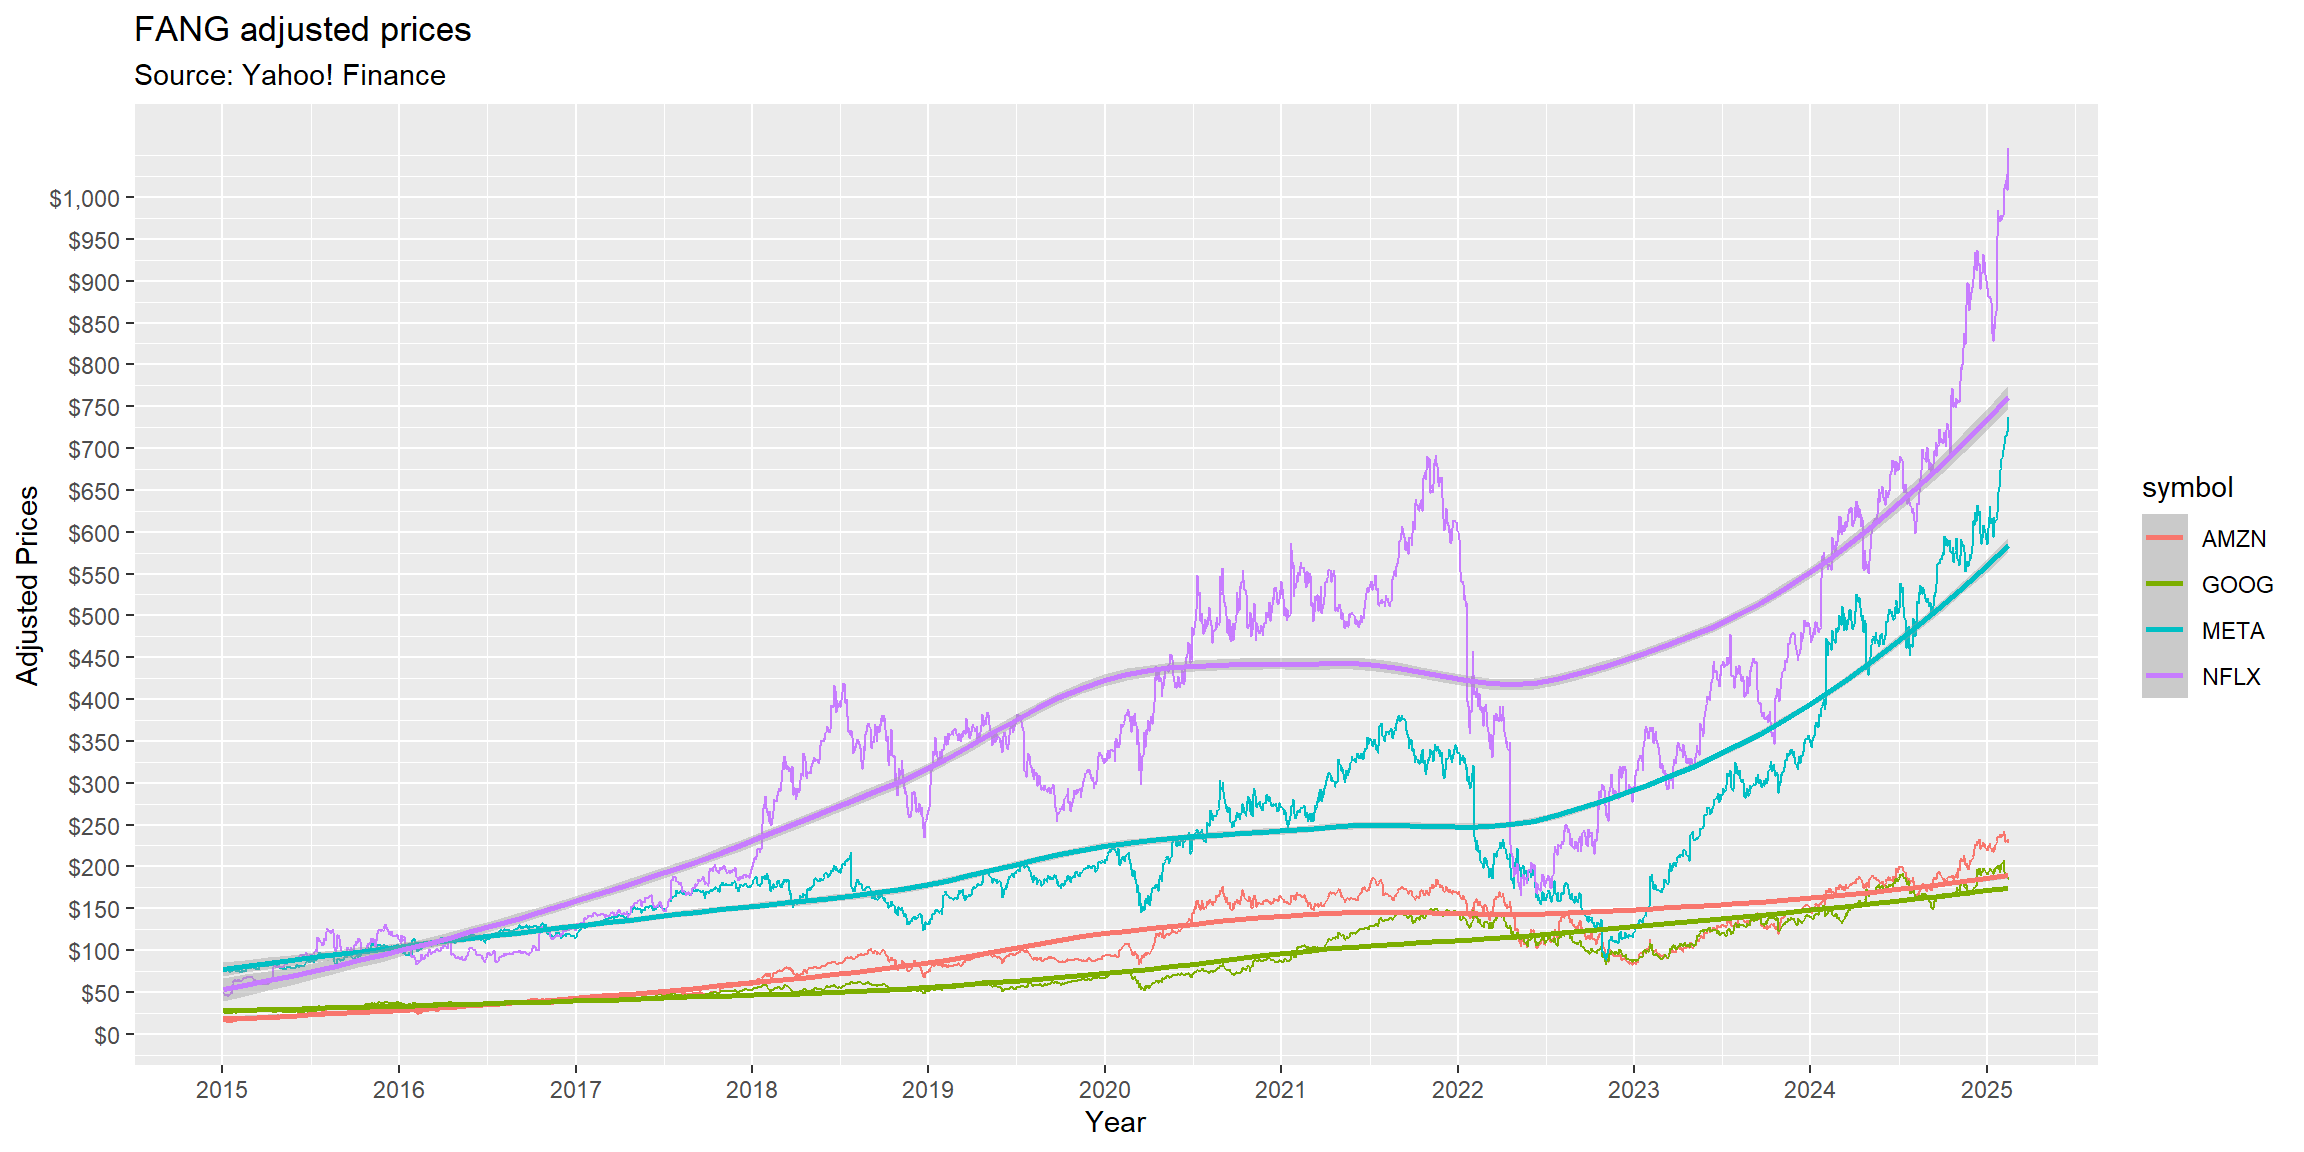 FANG adjusted prices
Source: Yahoo! Finance
Adjusted Prices
$1,000
$950
$900
$850
$800
$750
$700
$650
$600
$550
$500
$450
$400
$350
$300
$250
$200
$150
$100
$50
$0
2015 2016 2017 2018 2019 2020 2021 2022 2023 2024 2025
Year
symbol
AMZN
GOOG
META
NFLX